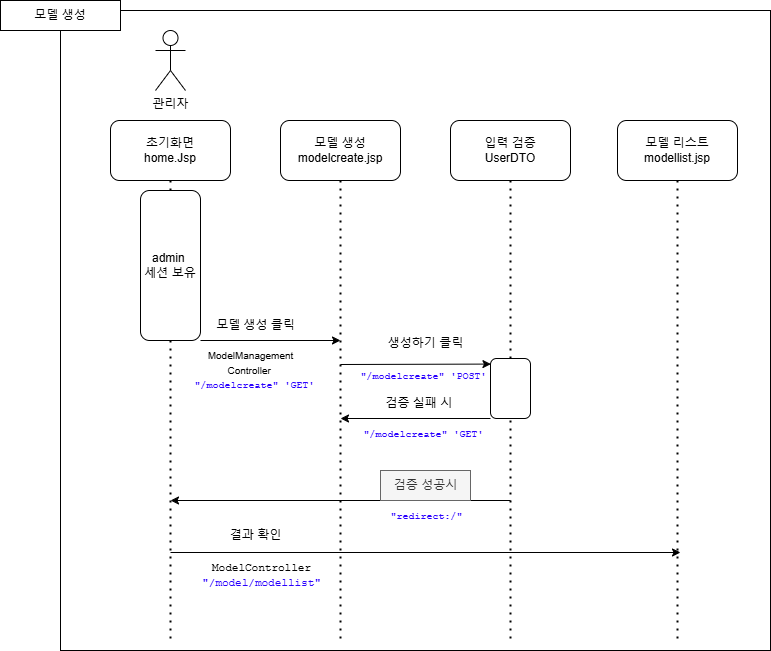 모델 생성
관리자
초기화면
home.Jsp
모델 생성
modelcreate.jsp
입력 검증
UserDTO
모델 리스트
modellist.jsp
admin
세션 보유
모델 생성 클릭
ModelManagement
Controller
"/modelcreate" 'GET'
생성하기 클릭
"/modelcreate" 'POST'
검증 실패 시
"/modelcreate" 'GET'
검증 성공시
"redirect:/"
결과 확인
ModelController
"/model/modellist"